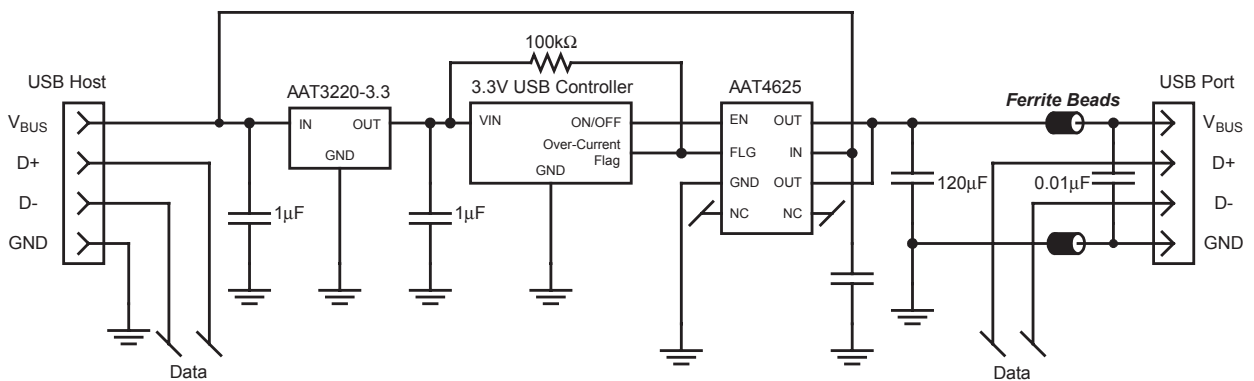 100kΩ
USB Host
AAT3220-3.3
3.3V USB Controller
AAT4625
Ferrite Beads
USB Port
VBUS
IN
OUT
GND
VIN
ON/OFF
Over-Current
Flag
GND
EN
OUT
FLG
IN
GND
OUT
NC
NC
VBUS
D+
D+
D-
D-
GND
GND
1μF
1μF
120μF
0.01μF
Data
Data